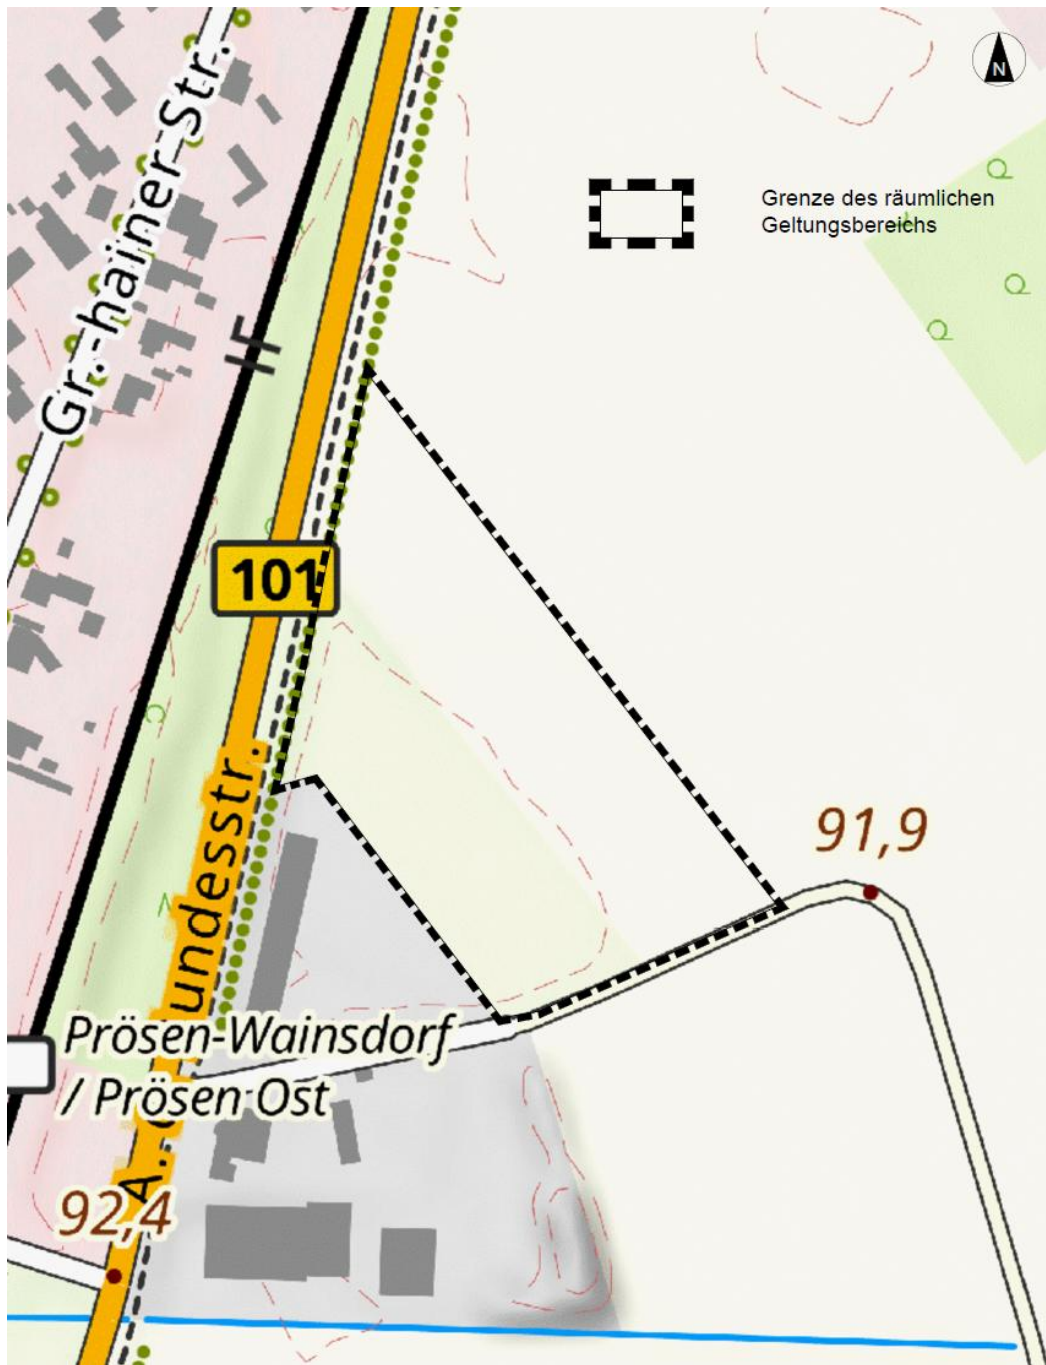 N
Grenze des räumlichen
Geltungsbereichs
Gr.-hainer Str.
101
undesstr.
91,9
Prösen-Wainsdorf
/ Prösen Ost
92,4